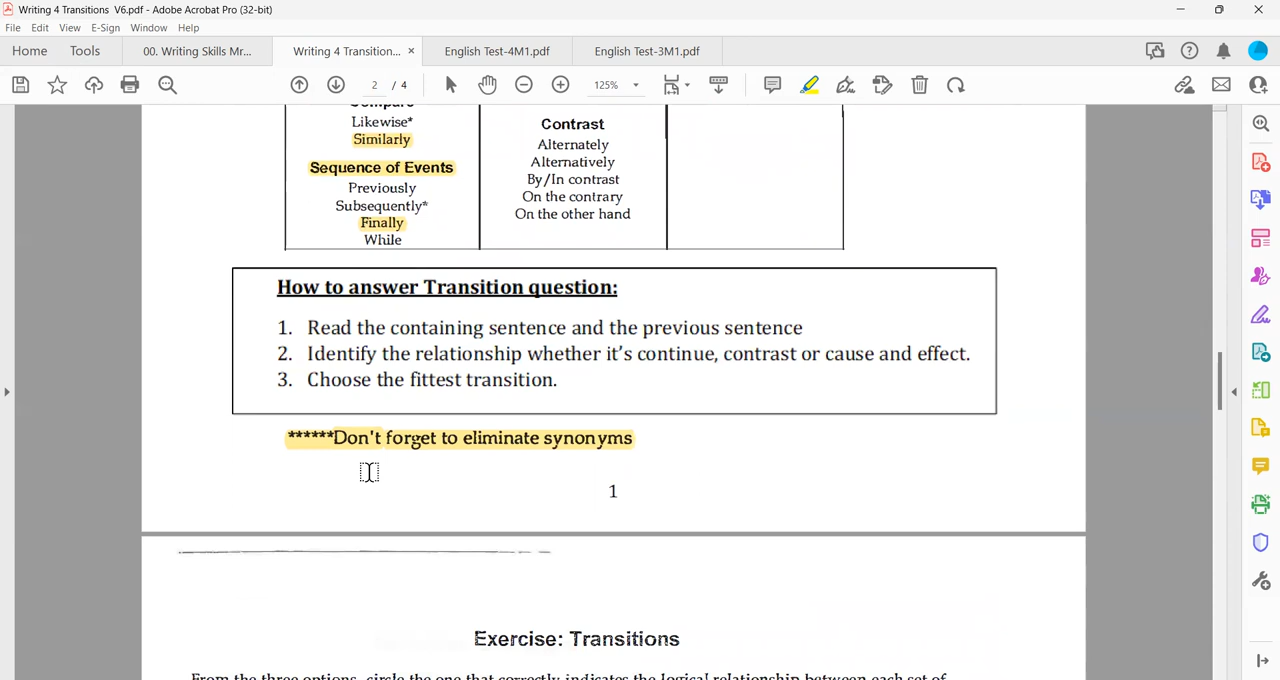 Writing 4 Transitions V6.pdf - Adobe Acrobat Pro (32-bit)
File Edit View E-Sign Window Help
Home Tools 00. Writing Skills Mr... Writing 4 Transition... × English Test-4M1.pdf English Test-3M1.pdf
2 / 4 125%
Compare
Likewise*
Similarly
Sequence of Events
Previously
Subsequently*
Finally
While
Contrast
Alternately
Alternatively
By/In contrast
On the contrary
On the other hand
How to answer Transition question:
1. Read the containing sentence and the previous sentence
2. Identify the relationship whether it's continue, contrast or cause and effect.
3. Choose the fittest transition.
******Don't forget to eliminate synonyms
1
Exercise: Transitions
From the three options, circle the one that correctly indicates the logical relationship between each set of